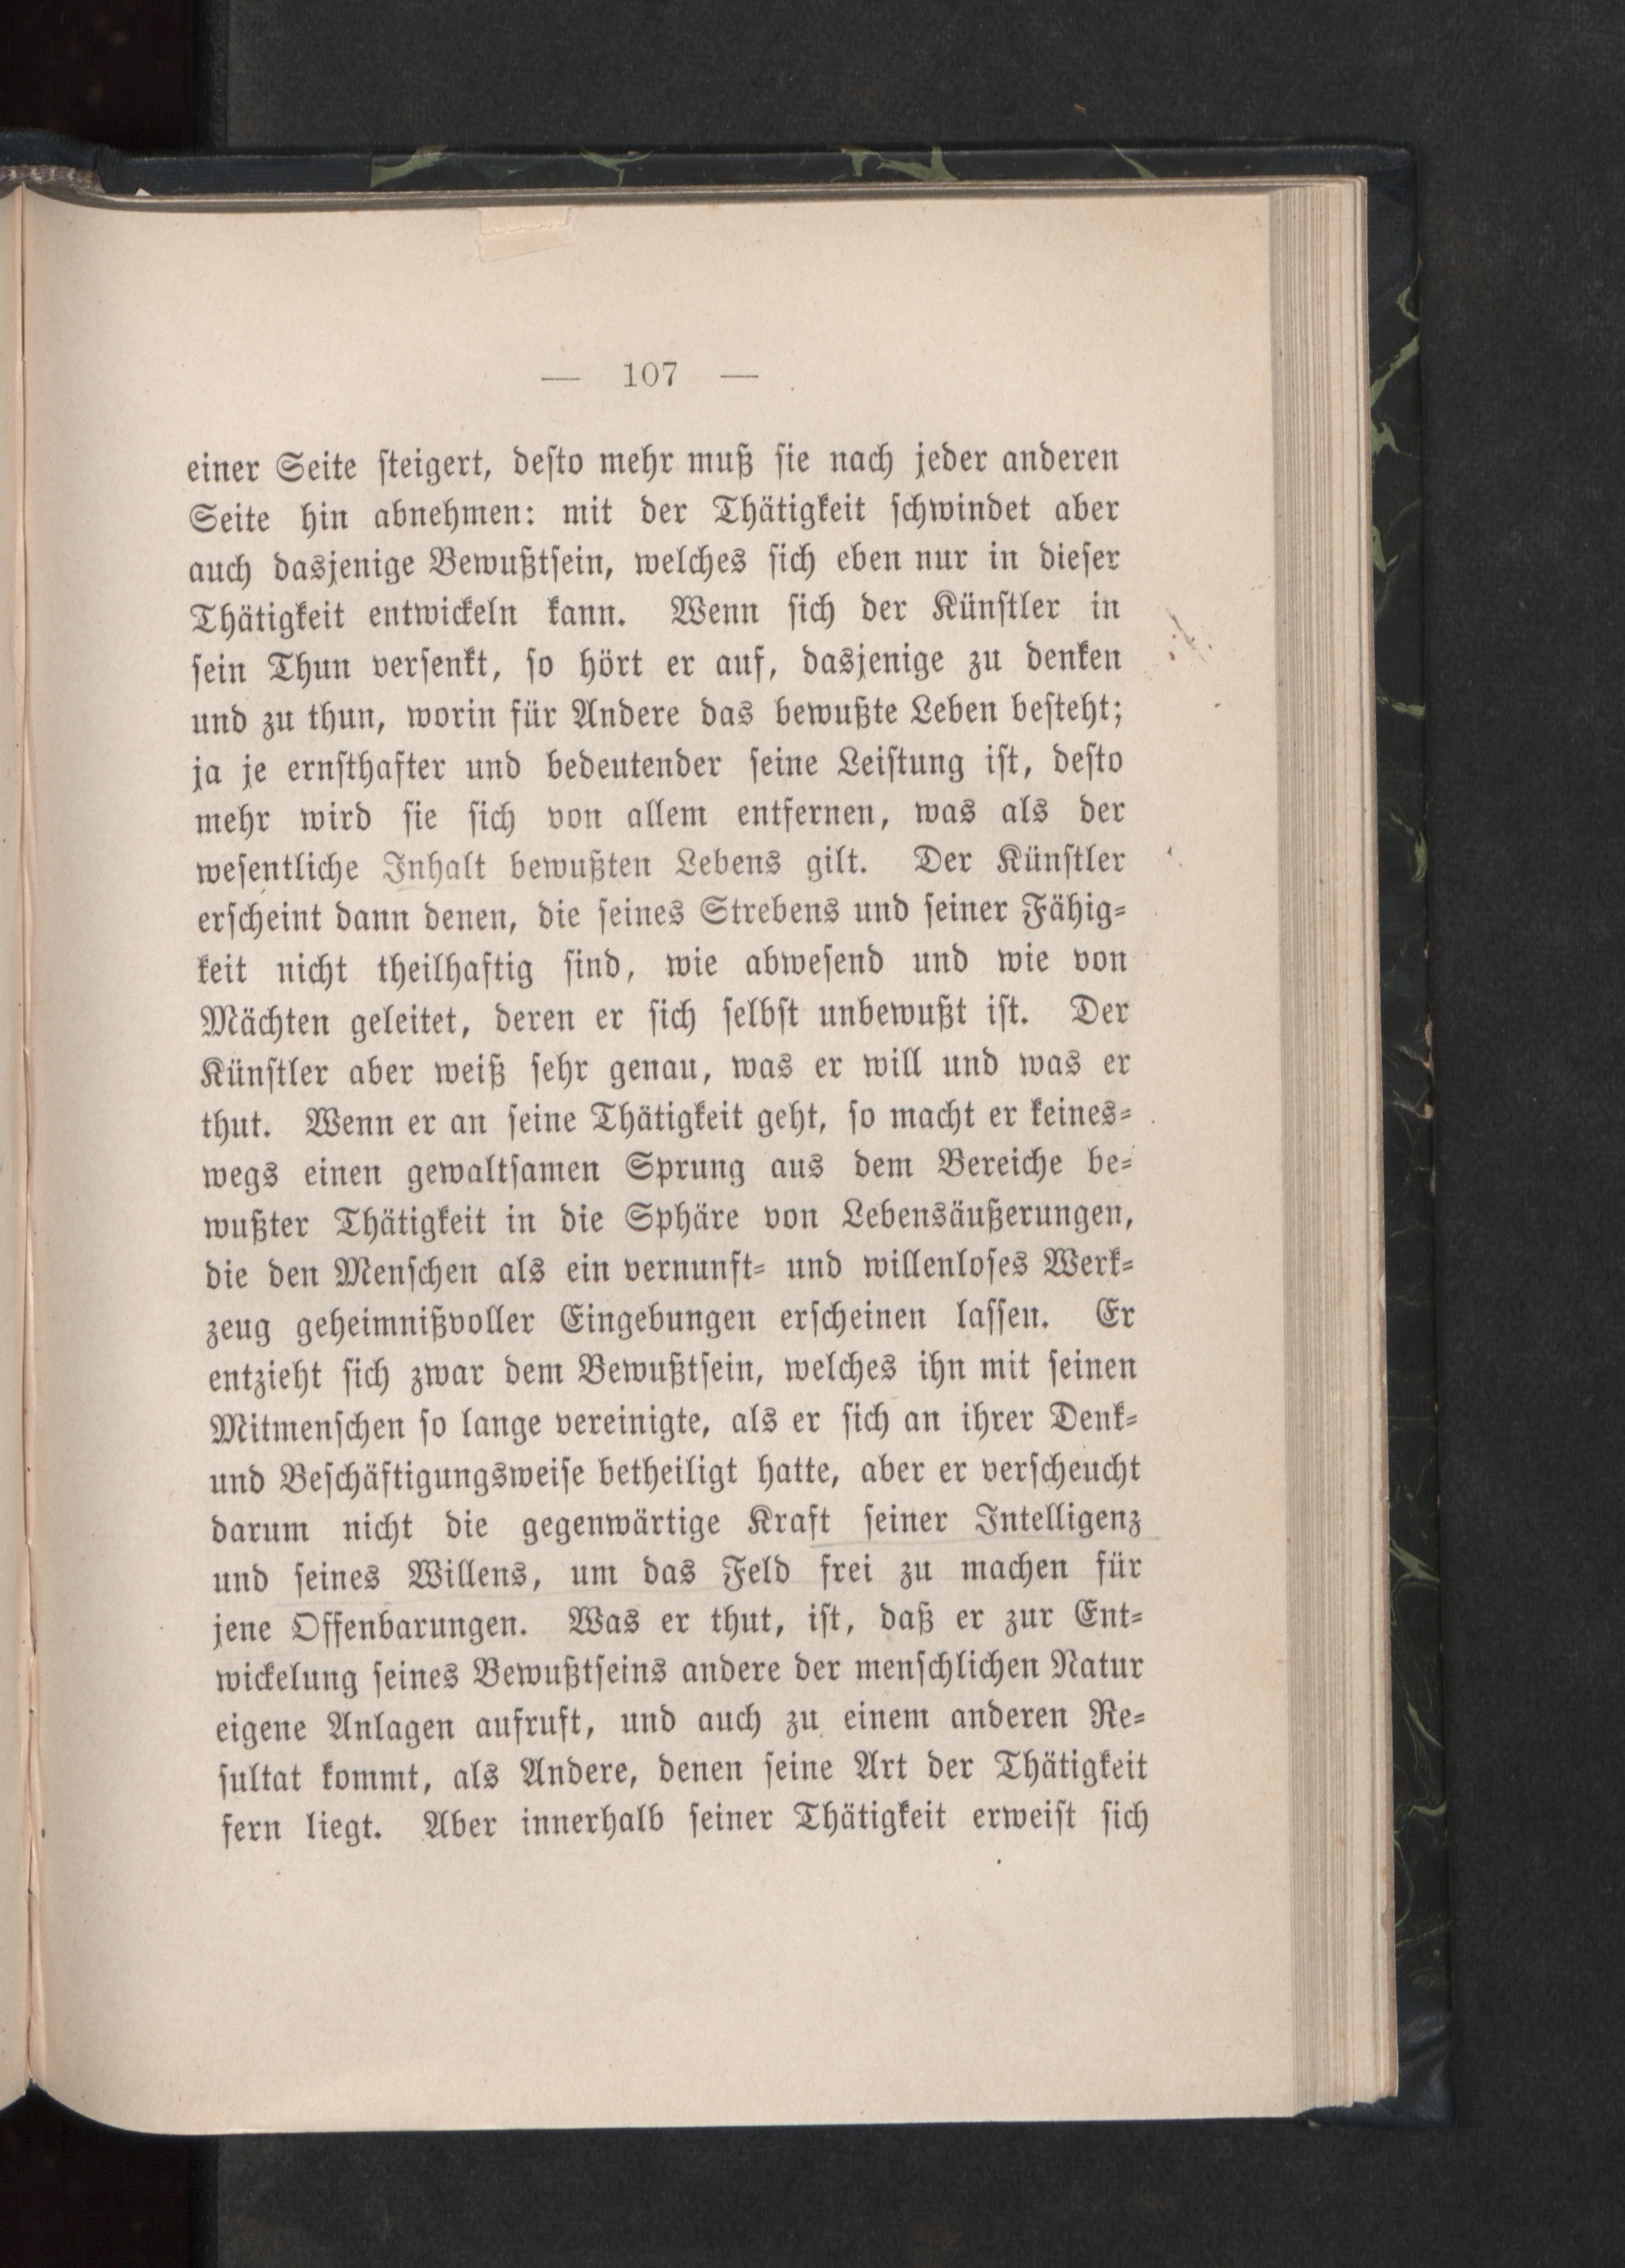 — 107 —
einer Seite steigert, desto mehr muß sie nach jeder anderen
Seite hin abnehmen: mit der Thätigkeit schwindet aber
auch dasjenige Bewußtsein, welches sich eben nur in dieser
Thätigkeit entwickeln kann. Wenn sich der Künstler in
sein Thun versenkt, so hört er auf, dasjenige zu denken
und zu thun, worin für Andere das bewußte Leben besteht;
ja je ernsthafter und bedeutender seine Leistung ist, desto
mehr wird sie sich von allem entfernen, was als der
wesentliche Inhalt bewußten Lebens gilt. Der Künstler
erscheint dann denen, die seines Strebens und seiner Fähig-
keit nicht theilhaftig sind, wie abwesend und wie von
Mächten geleitet, deren er sich selbst unbewußt ist. Der
Künstler aber weiß sehr genau, was er will und was er
thut. Wenn er an seine Thätigkeit geht, so macht er keines-
wegs einen gewaltsamen Sprung aus dem Bereiche be-
wußter Thätigkeit in die Sphäre von Lebensäußerungen,
die den Menschen als ein vernunft- und willenloses Werk-
zeug geheimnißvoller Eingebungen erscheinen lassen. Er
entzieht sich zwar dem Bewußtsein, welches ihn mit seinen
Mitmenschen so lange vereinigte, als er sich an ihrer Denk-
und Beschäftigungsweise betheiligt hatte, aber er verscheucht
darum nicht die gegenwärtige Kraft seiner Intelligenz
und seines Willens, um das Feld frei zu machen für
jene Offenbarungen. Was er thut, ist, daß er zur Ent-
wickelung seines Bewußtseins andere der menschlichen Natur
eigene Anlagen aufruft, und auch zu einem anderen Re-
sultat kommt, als Andere, denen seine Art der Thätigkeit
fern liegt. Aber innerhalb seiner Thätigkeit erweist sich